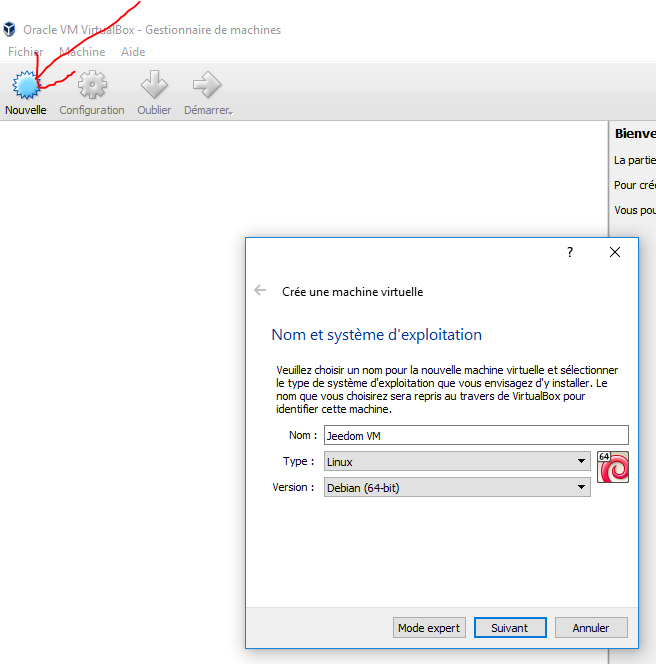 Oracle VM VirtualBox - Gestionnaire de machines
Fichier Machine Aide
Nouvelle Configuration Oublier Démarrer
Bienve
La partie
Pour crée
Vous pou
?
Crée une machine virtuelle
Nom et système d'exploitation
Veuillez choisir un nom pour la nouvelle machine virtuelle et sélectionner
le type de système d'exploitation que vous envisagez d'y installer. Le
nom que vous choisirez sera repris au travers de VirtualBox pour
identifier cette machine.
Nom : Jeedom VM
Type : Linux
64
Version : Debian (64-bit)
Mode expert Suivant Annuler